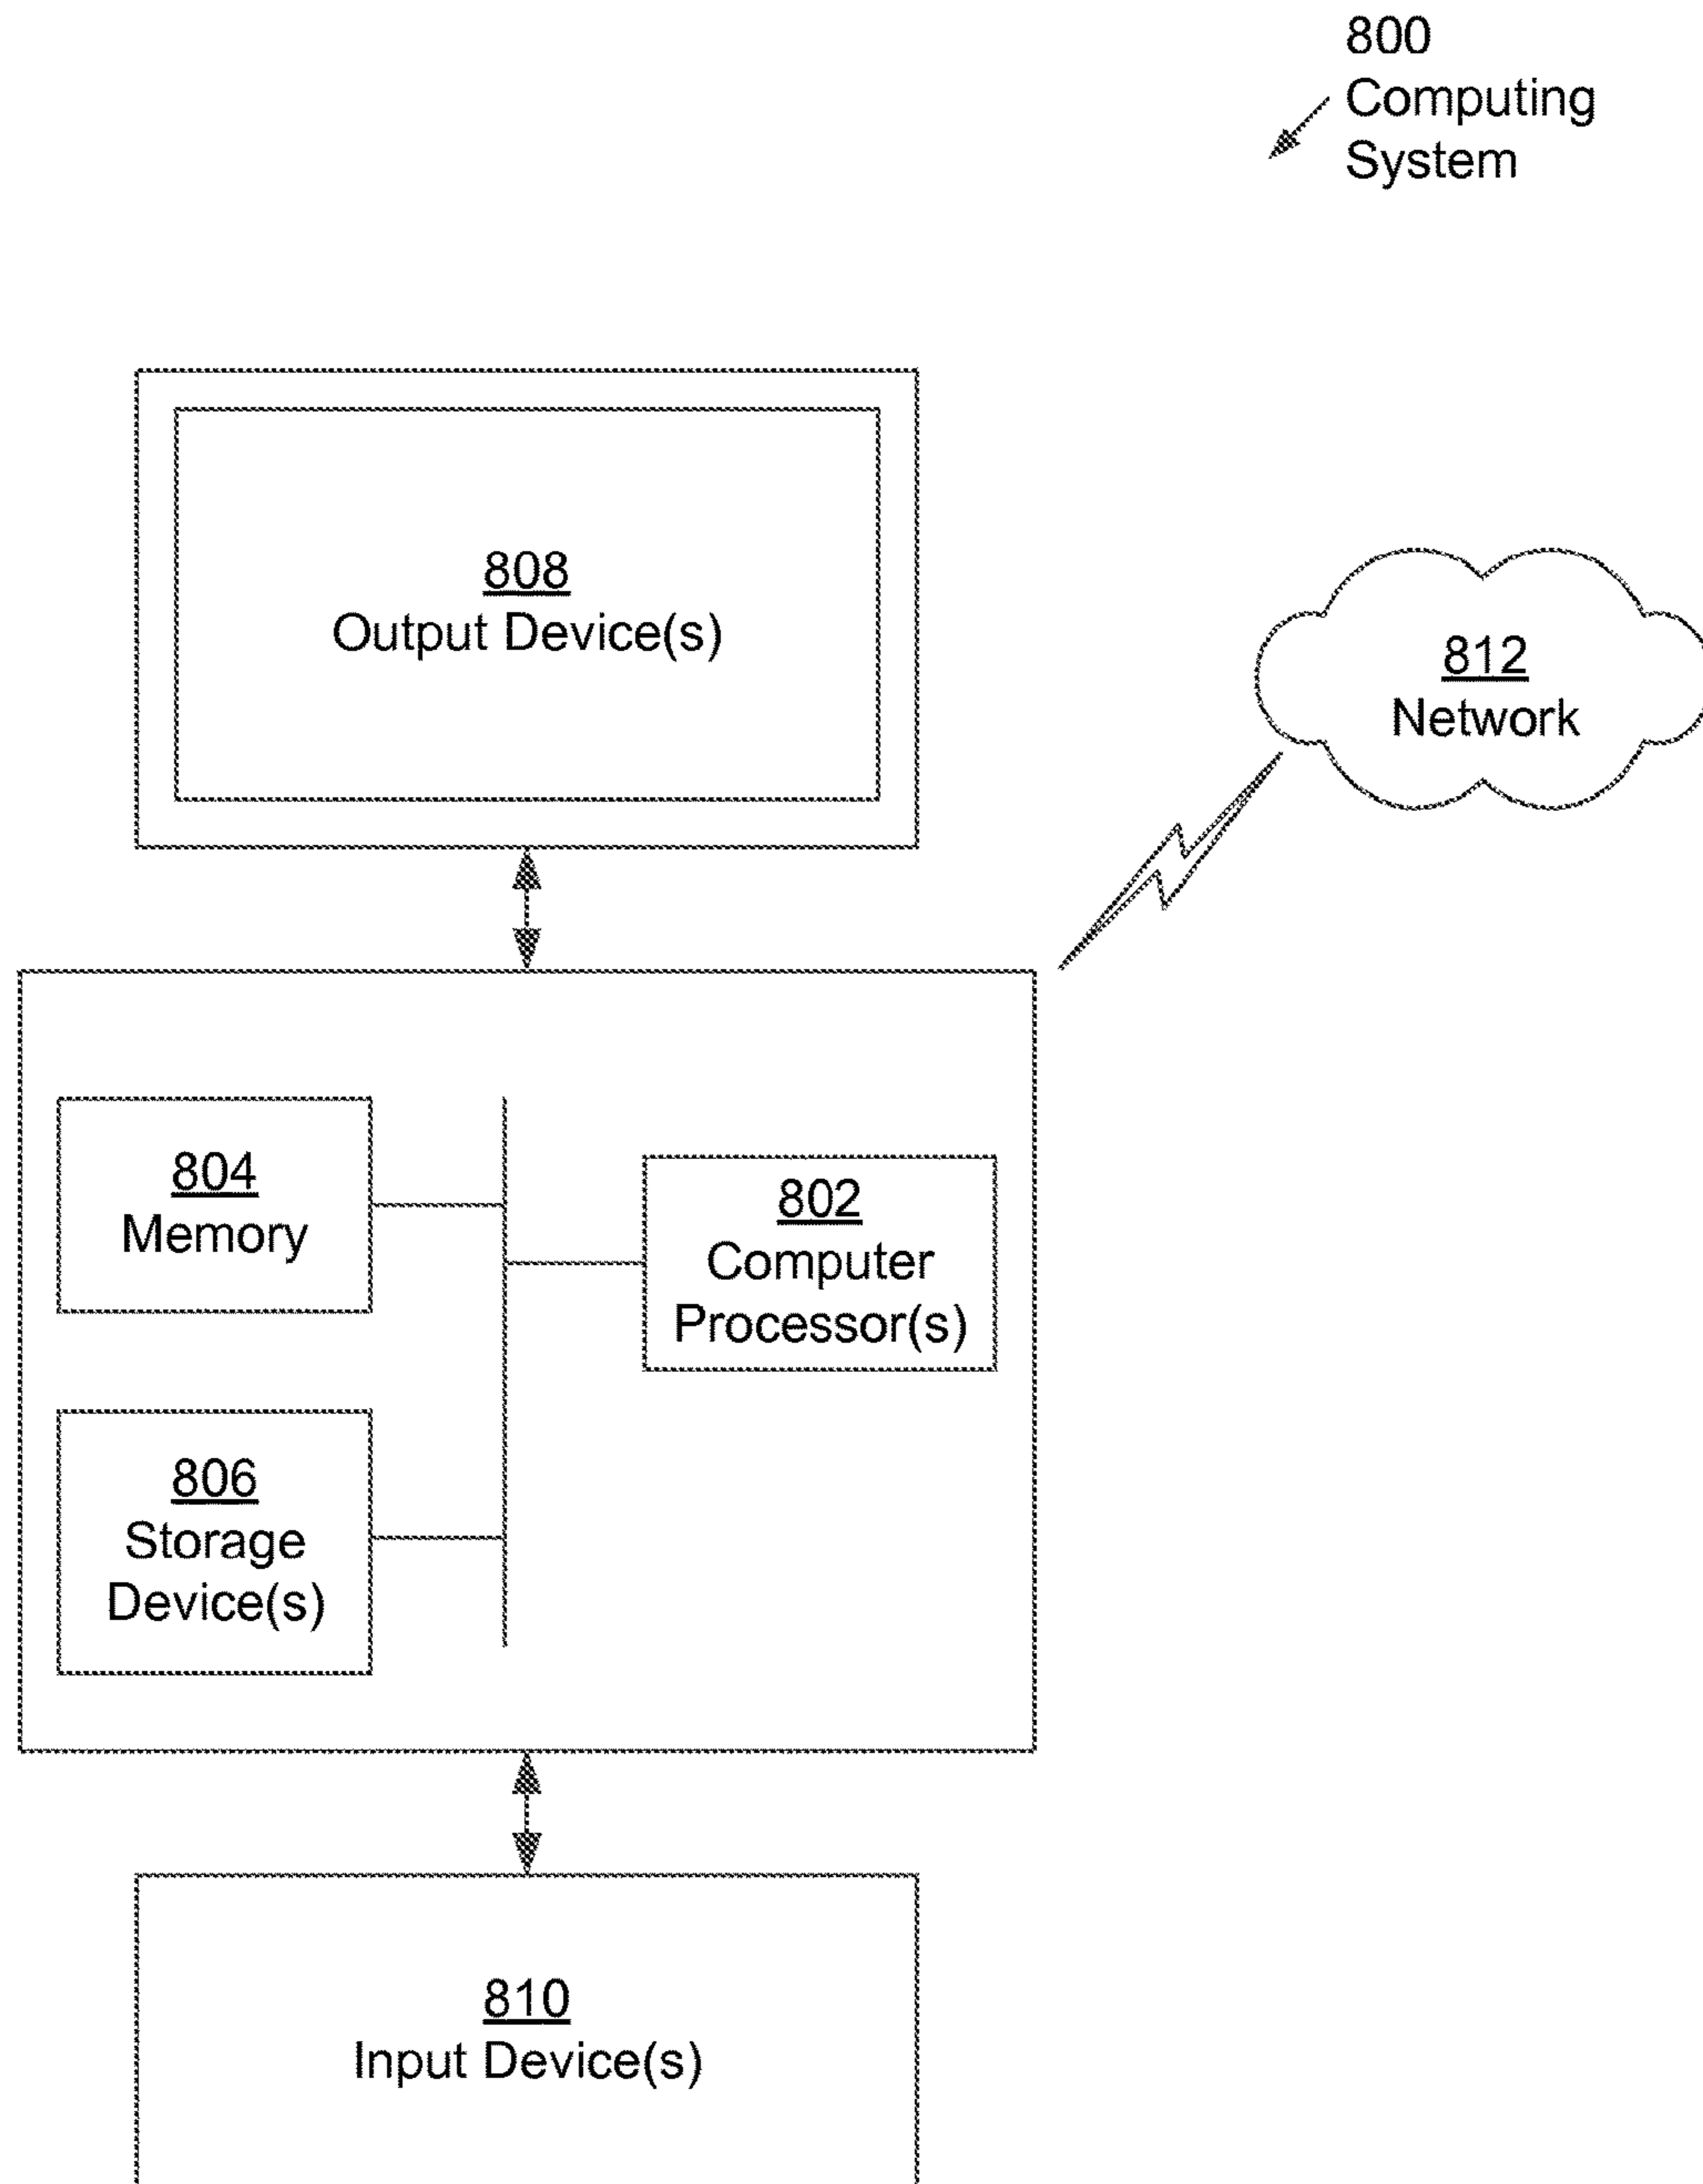 800
Computing
System
808
Output Device(s)
812
Network
804
Memory
802
Computer
Processor(s)
806
Storage
Device(s)
810
Input Device(s)